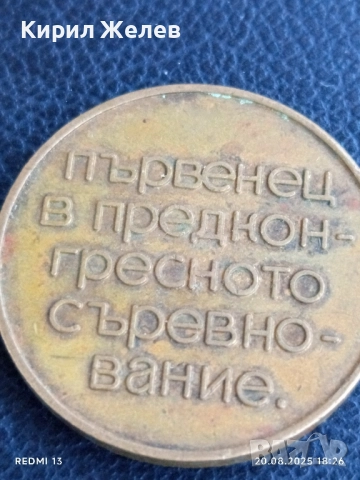 Кирил Желев
първенец
в предкон-
гресното
съревно-
вание.
REDMI 13
20.08.2025 18:26